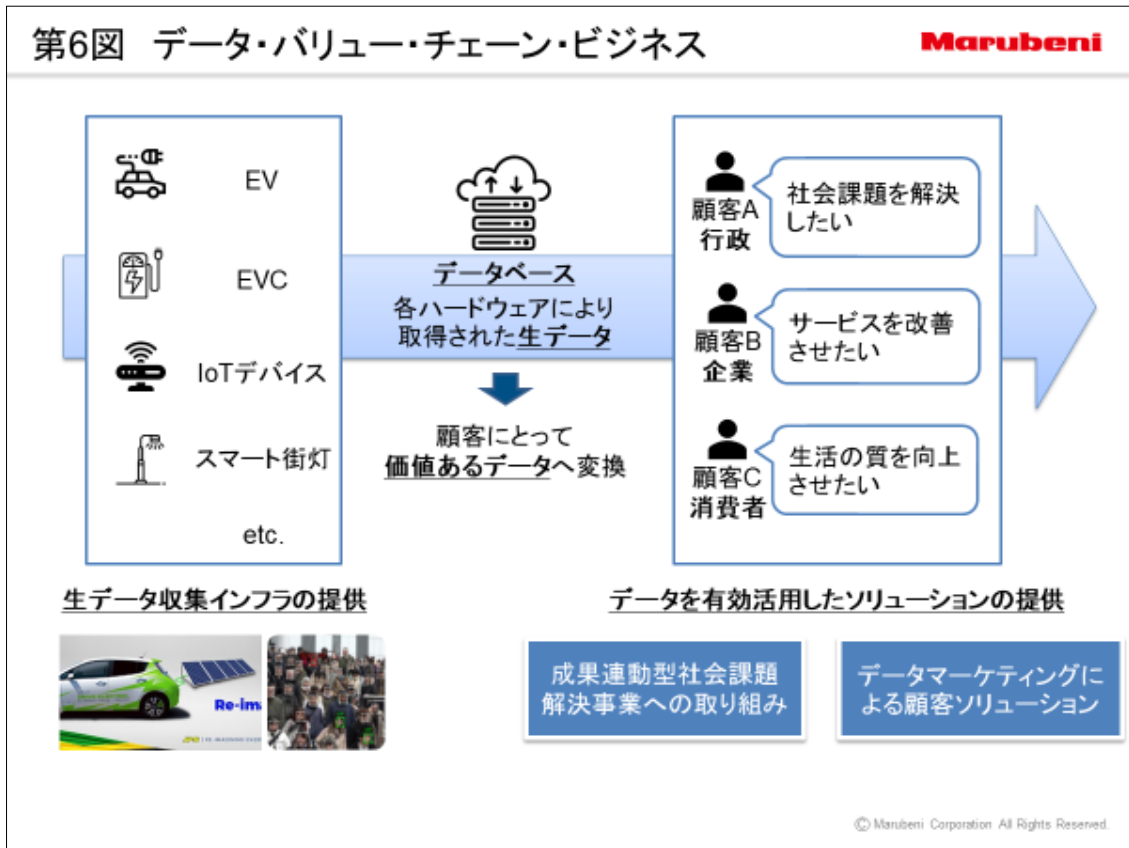 第6図 データ・バリュー・チェーン・ビジネス
Marubeni
EV
EVC
IoTデバイス
スマート街灯
etc.
データベース
各ハードウェアにより
取得された生データ
顧客にとって
価値あるデータへ変換
顧客A
行政
社会課題を解決
したい
顧客B
企業
サービスを改善
させたい
顧客C
消費者
生活の質を向上
させたい
生データ収集インフラの提供
Re-ima
データを有効活用したソリューションの提供
成果連動型社会課題
解決事業への取り組み
データマーケティングに
よる顧客ソリューション
Ⓒ Marubeni Corporation All Rights Reserved.